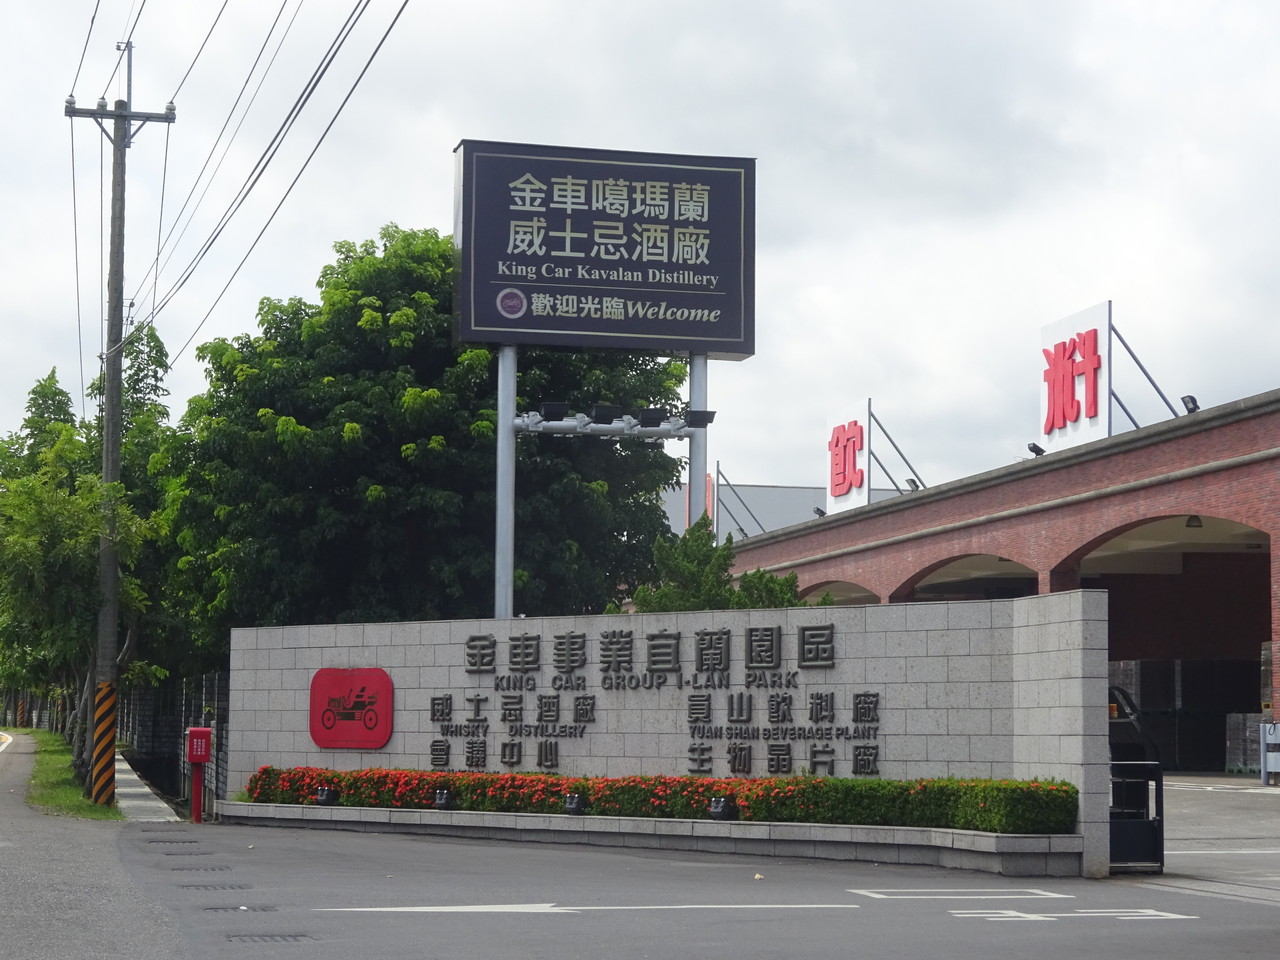 金車噶瑪蘭
威士忌酒廠
King Car Kavalan Distillery
歡迎光臨Welcome
飲
料
金車事業宜蘭園區
KING CAR GROUP I-LAN PARK
威士忌酒廠
WHISKY DISTILLERY
會議中心
員山飲料廠
YUAN SHAN BEVERAGE PLANT
生物晶片廠